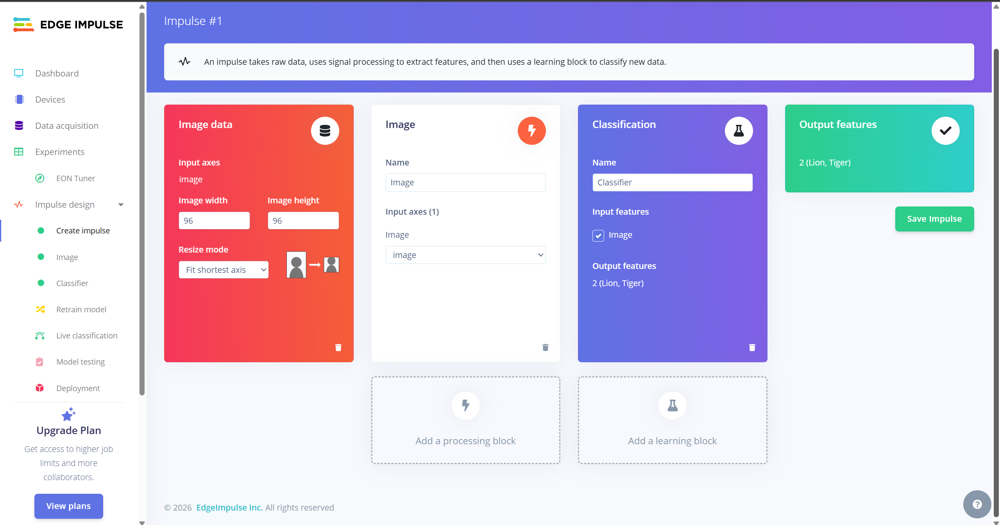 EDGE IMPULSE
Dashboard
Devices
Data acquisition
Experiments
EON Tuner
Impulse design
Create impulse
Image
Classifier
Retrain model
Live classification
Model testing
Deployment
Upgrade Plan
Get access to higher job
limits and more
collaborators.
View plans
Impulse #1
An impulse takes raw data, uses signal processing to extract features, and then uses a learning block to classify new data.
Image data
Input axes
image
Image width
Image height
96
96
Resize mode
Fit shortest axis
Image
Name
Image
Input axes (1)
Image
image
Classification
Name
Classifier
Input features
Image
Output features
2 (Lion, Tiger)
Output features
2 (Lion, Tiger)
Save Impulse
Add a processing block
Add a learning block
© 2026 EdgeImpulse Inc. All rights reserved
?